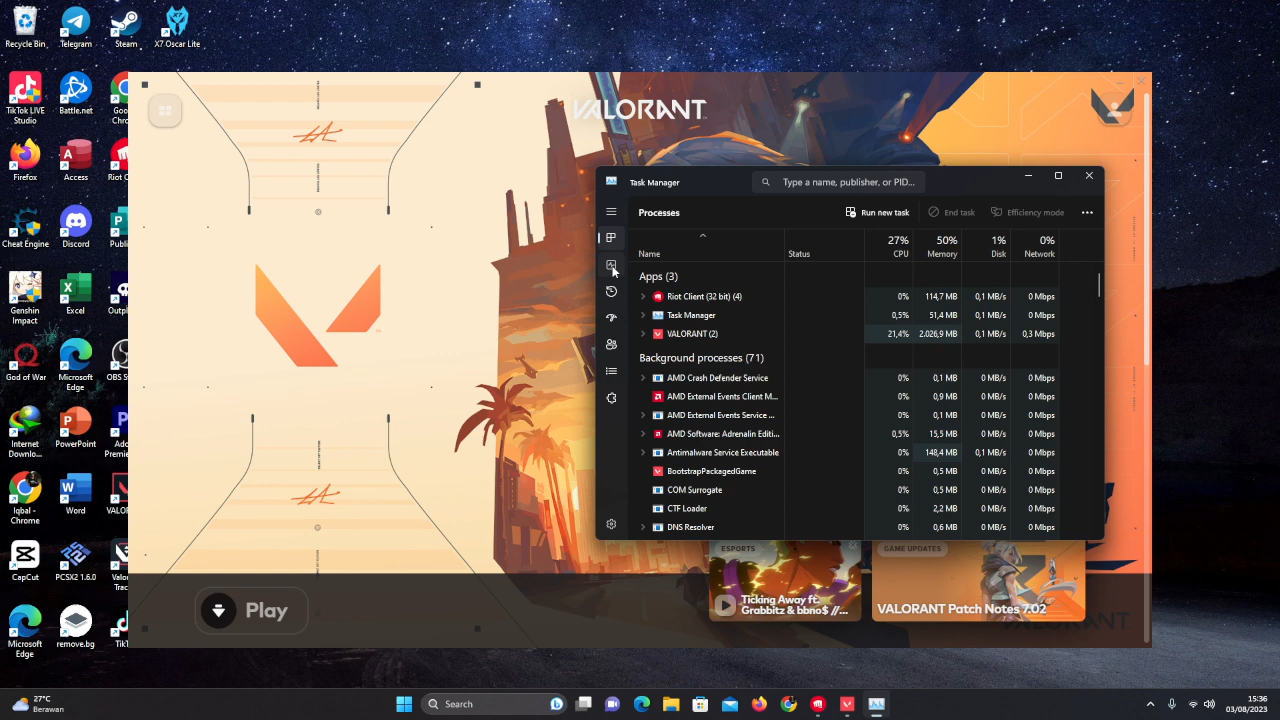 Recycle Bin
Telegram
Steam
X7 Oscar Lite
TikTok LIVE Studio
Battle.net
Goo
Chro
Firefox
Access
Riot
Clien
Cheat Engine
Discord
Publi
Genshin Impact
Excel
Out
God of War
Microsoft Edge
OBS S
Internet Downlo...
PowerPoint
Ado
Premi
Iqbal - Chrome
Word
VALOR
CapCut
PCSX2 1.6.0
Valor
Microsoft Edge
remove.bg
TikT
VALORANT
Play
ESPORTS
Ticking Away ft.
Grabbitz & bbno$ //...
GAME UPDATES
VALORANT Patch Notes 7.02
Task Manager
Type a name, publisher, or PID...
Processes
Run new task
End task
Efficiency mode
27% 50% 1% 0%
Name Status CPU Memory Disk Network
Apps (3)
Riot Client (32 bit) (4) 0% 114,7 MB 0,1 MB/s 0 Mbps
Task Manager 0,5% 51,4 MB 0,1 MB/s 0 Mbps
VALORANT (2) 21,4% 2.026,9 MB 0,1 MB/s 0,3 Mbps
Background processes (71)
AMD Crash Defender Service 0% 0,1 MB 0 MB/s 0 Mbps
AMD External Events Client M... 0% 0,9 MB 0 MB/s 0 Mbps
AMD External Events Service ... 0% 0,1 MB 0 MB/s 0 Mbps
AMD Software: Adrenalin Editi... 0,5% 15,5 MB 0 MB/s 0 Mbps
Antimalware Service Executable 0% 148,4 MB 0,1 MB/s 0 Mbps
BootstrapPackagedGame 0% 0,5 MB 0 MB/s 0 Mbps
COM Surrogate 0% 0,5 MB 0 MB/s 0 Mbps
CTF Loader 0% 2,2 MB 0 MB/s 0 Mbps
DNS Resolver 0% 0,6 MB 0 MB/s 0 Mbps
27°C
Berawan
Search
15:36
03/08/2023